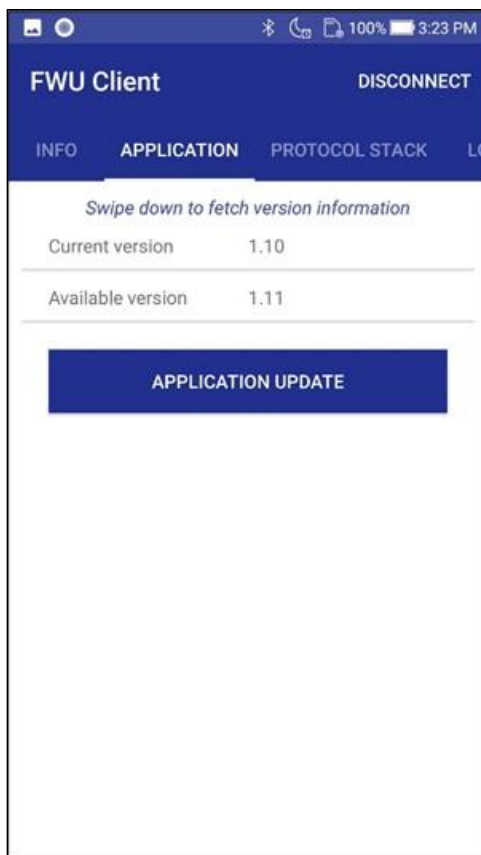 100% 3:23 PM
FWU Client DISCONNECT
INFO APPLICATION PROTOCOL STACK L
Swipe down to fetch version information
Current version 1.10
Available version 1.11
APPLICATION UPDATE